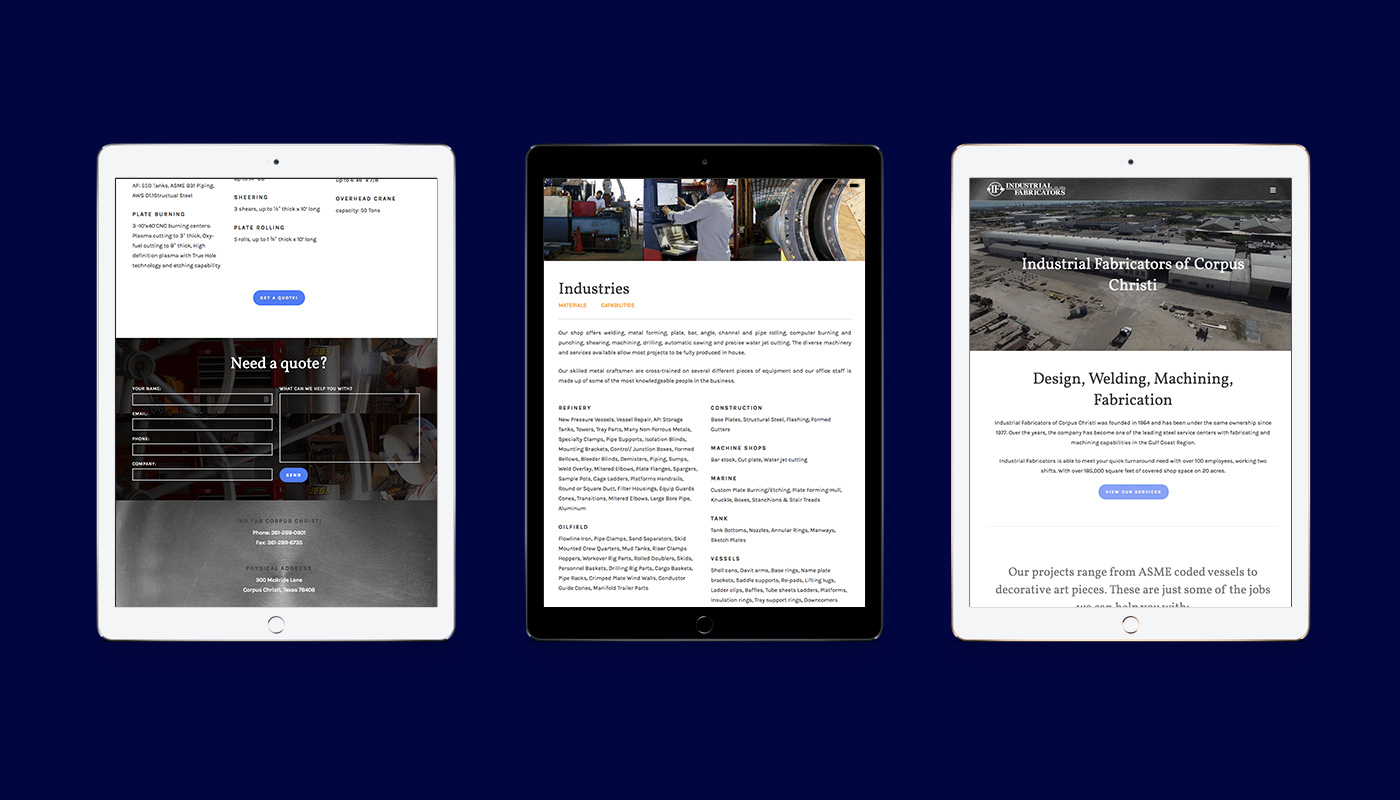 API 650 Tanks, ASME B31 Piping,
AWS D1.1Structual Steel
PLATE BURNING
3 -10'x40'CNC burning centers:
Plasma cutting to 3" thick, Oxy-
fuel cutting to 8" thick, High
definition plasma with True Hole
technology and etching capability
SHEERING
3 shears, up to ½" thick x 10' long
PLATE ROLLING
5 rolls, up to 1 ¾" thick x 10' long
OVERHEAD CRANE
capacity: 50 Tons
GET A QUOTE!
Need a quote?
YOUR NAME:
EMAIL:
PHONE:
COMPANY:
WHAT CAN WE HELP YOU WITH?
SEND
IND FAB CORPUS CHRISTI
Phone: 361-289-0801
Fax: 361-289-6735
PHYSICAL ADDRESS
300 McBride Lane
Corpus Christi, Texas 78408
Industries
MATERIALS CAPABILITIES
Our shop offers welding, metal forming, plate, bar, angle, channel and pipe rolling, computer burning and
punching, shearing, machining, drilling, automatic sawing and precise water jet cutting. The diverse machinery
and services available allow most projects to be fully produced in house.
Our skilled metal craftsmen are cross-trained on several different pieces of equipment and our office staff is
made up of some of the most knowledgeable people in the business.
REFINERY
New Pressure Vessels, Vessel Repair, API Storage
Tanks, Towers, Tray Parts, Many Non-Ferrous Metals,
Specialty Clamps, Pipe Supports, Isolation Blinds,
Mounting Brackets, Control/ Junction Boxes, Formed
Bellows, Bleeder Blinds, Demisters, Piping, Sumps,
Weld Overlay, Mitered Elbows, Plate Flanges, Spargers,
Sample Pots, Cage Ladders, Platforms Handrails,
Round or Square Duct, Filter Housings, Equip Guards
Cones, Transitions, Mitered Elbows, Large Bore Pipe,
Aluminum
OILFIELD
Flowline Iron, Pipe Clamps, Sand Separators, Skid
Mounted Crew Quarters, Mud Tanks, Riser Clamps
Hoppers, Workover Rig Parts, Rolled Doublers, Skids,
Personnel Baskets, Drilling Rig Parts, Cargo Baskets,
Pipe Racks, Crimped Plate Wind Walls, Conductor
Guide Cones, Manifold Trailer Parts
CONSTRUCTION
Base Plates, Structural Steel, Flashing, Formed
Gutters
MACHINE SHOPS
Bar stock, Cut plate, Water jet cutting
MARINE
Custom Plate Burning/Etching, Plate Forming-Hull,
Knuckle, Boxes, Stanchions & Stair Treads
TANK
Tank Bottoms, Nozzles, Annular Rings, Manways,
Sketch Plates
VESSELS
Shell cans, Davit arms, Base rings, Name plate
brackets, Saddle supports, Re-pads, Lifting lugs,
Ladder clips, Baffles, Tube sheets Ladders, Platforms,
Insulation rings, Tray support rings, Downcomers
IF INDUSTRIAL
FABRICATORS
Industrial Fabricators of Corpus
Christi
Design, Welding, Machining,
Fabrication
Industrial Fabricators of Corpus Christi was founded in 1964 and has been under the same ownership since
1977. Over the years, the company has become one of the leading steel service centers with fabricating and
machining capabilities in the Gulf Coast Region.
Industrial Fabricators is able to meet your quick turnaround need with over 100 employees, working two
shifts. With over 185,000 square feet of covered shop space on 20 acres.
VIEW OUR SERVICES
Our projects range from ASME coded vessels to
decorative art pieces. These are just some of the jobs
we can help you with: